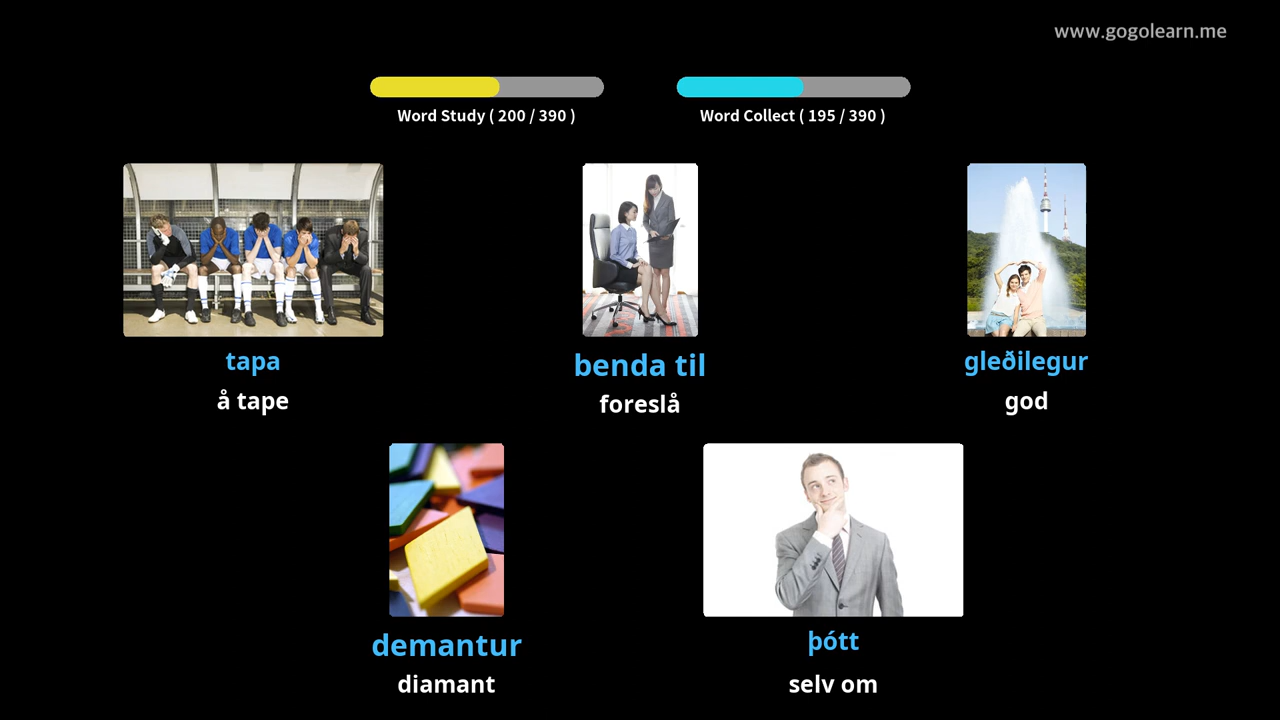 www.gogolearn.me
Word Study ( 200 / 390 )
Word Collect ( 195 / 390 )
tapa
å tape
benda til
foreslå
gleðilegur
god
demantur
diamant
þótt
selv om